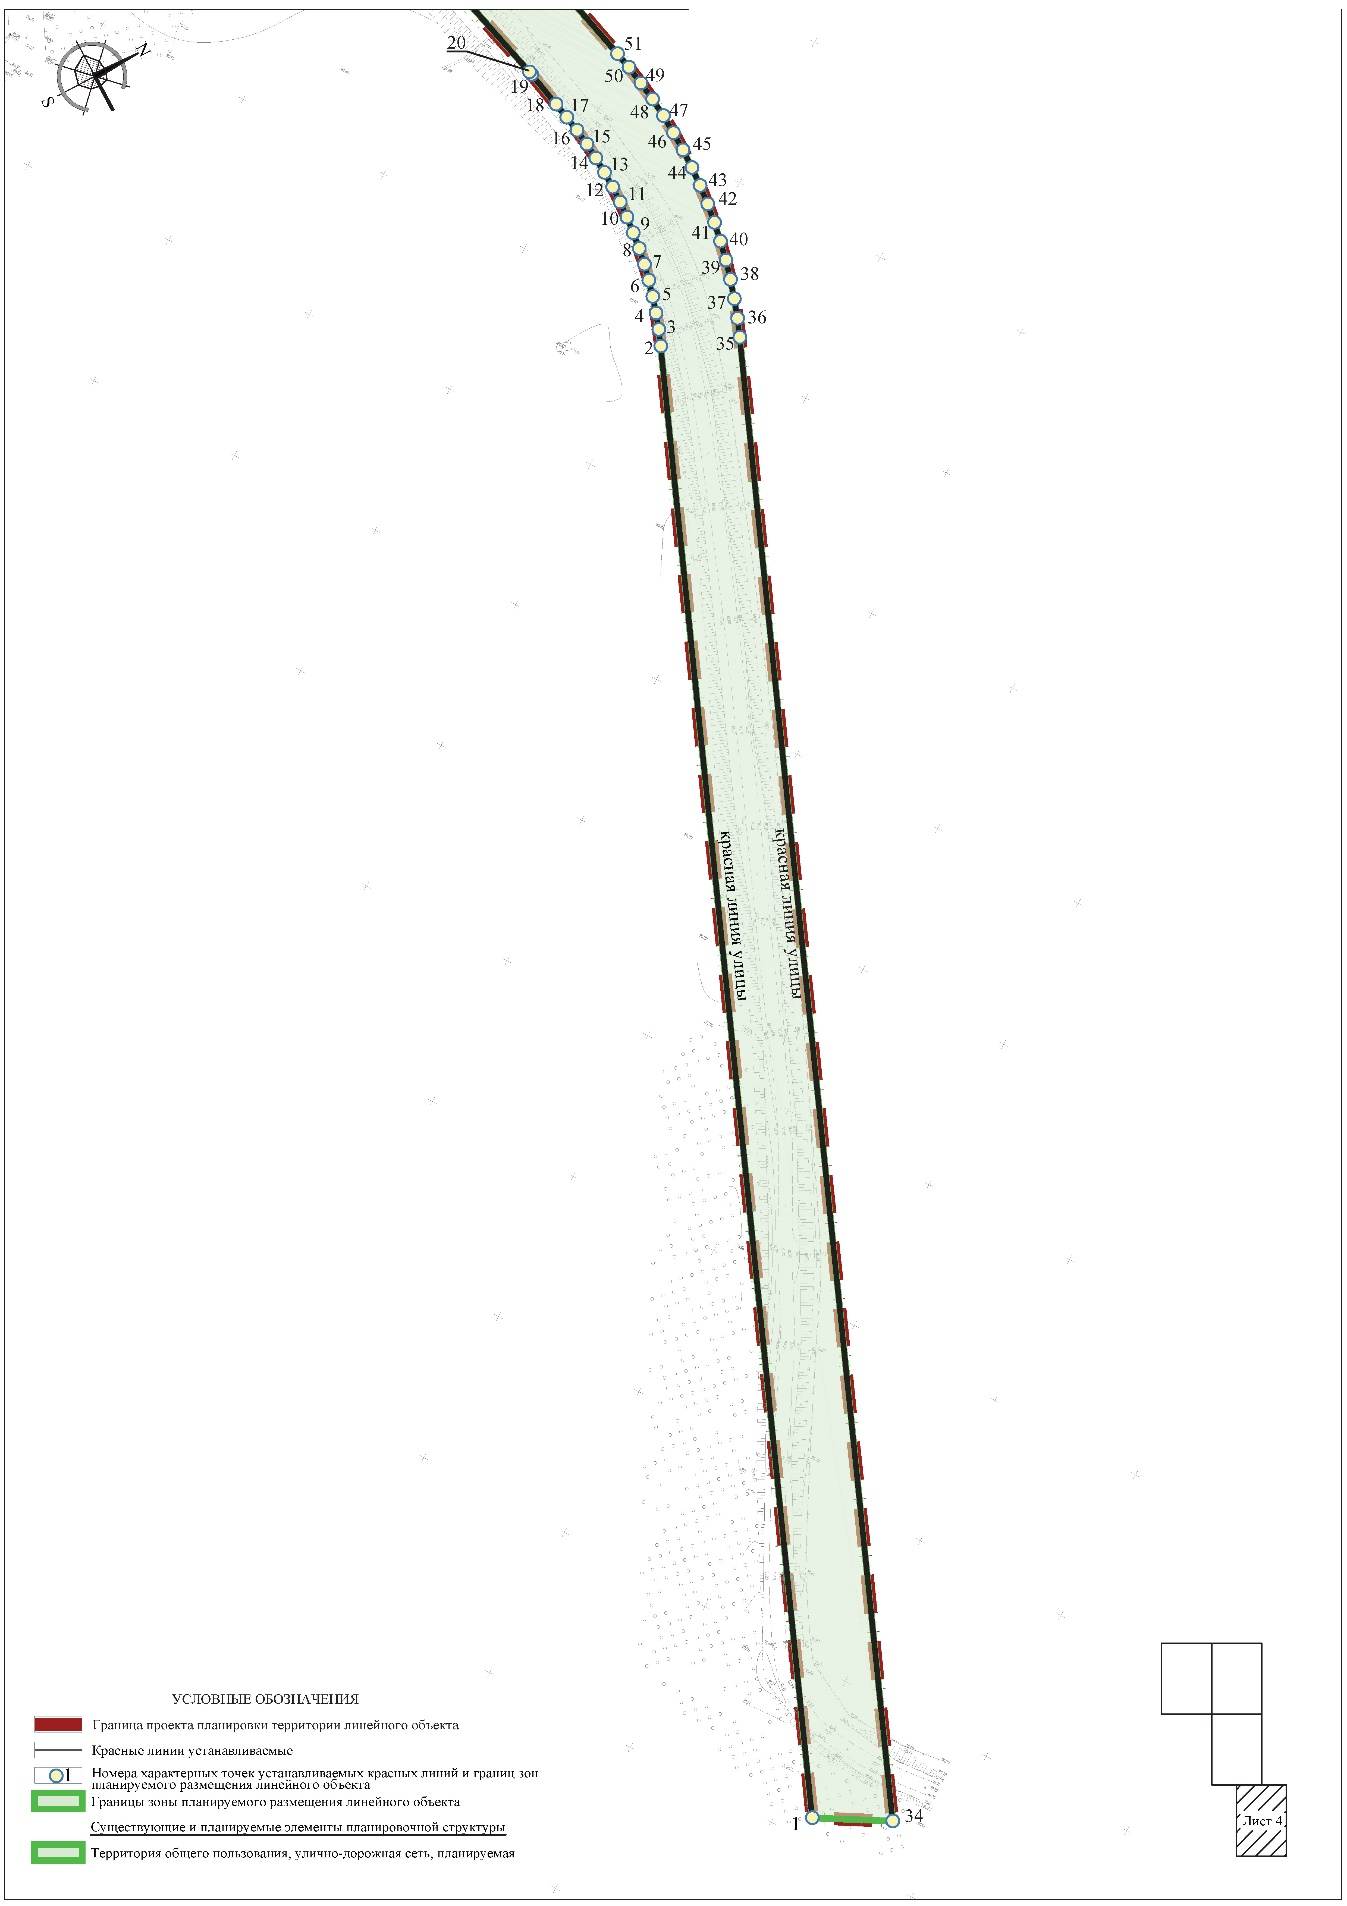 51
20
50
49
19
48
47
18
17
46
45
16
15
44
14
13
43
12
11
42
10
9
41
40
8
7
39
38
6
5
37
4
3
36
2
35
N
S
красная линия улицы
красная линия улицы
УСЛОВНЫЕ ОБОЗНАЧЕНИЯ
Граница проекта планировки территории линейного объекта
Красные линии устанавливаемые
1 Номера характерных точек устанавливаемых красных линий и границ зон
планируемого размещения линейного объекта
Границы зоны планируемого размещения линейного объекта
Существующие и планируемые элементы планировочной структуры
Территория общего пользования, улично-дорожная сеть, планируемая
1
34
Лист 4